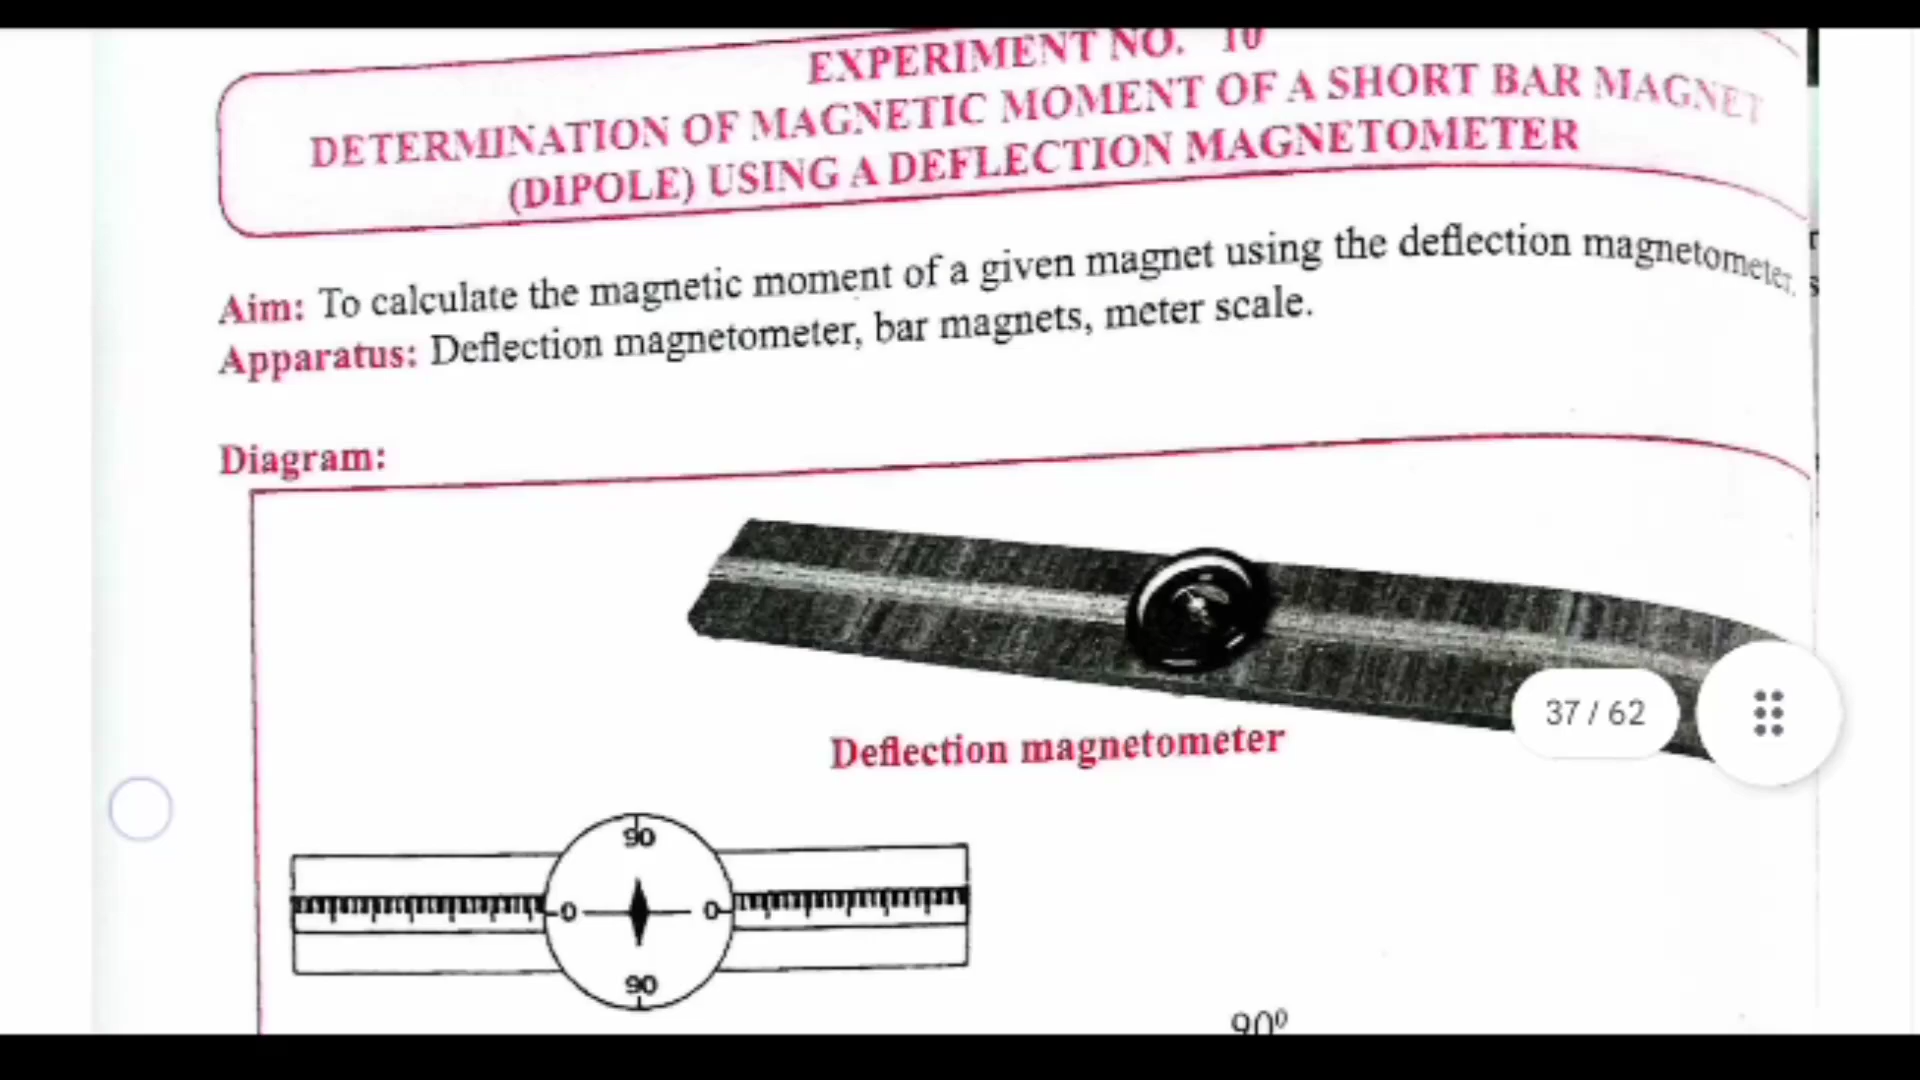 EXPERIMENT NO. 10
DETERMINATION OF MAGNETIC MOMENT OF A SHORT BAR MAGNET
(DIPOLE) USING A DEFLECTION MAGNETOMETER
Aim: To calculate the magnetic moment of a given magnet using the deflection magnetometer.
Apparatus: Deflection magnetometer, bar magnets, meter scale.
Diagram:
37 / 62
Deflection magnetometer
90
0 0
90
90⁰